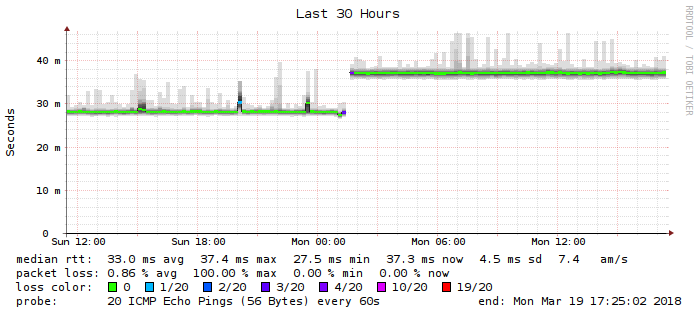 Last 30 Hours
RRDTOOL / TOBI OETIKER
Seconds
40 m
30 m
20 m
10 m
0
Sun 12:00 Sun 18:00 Mon 00:00 Mon 06:00 Mon 12:00
median rtt: 33.0 ms avg 37.4 ms max 27.5 ms min 37.3 ms now 4.5 ms sd 7.4 am/s
packet loss: 0.86 % avg 100.00 % max 0.00 % min 0.00 % now
loss color: 0 1/20 2/20 3/20 4/20 10/20 19/20
probe: 20 ICMP Echo Pings (56 Bytes) every 60s end: Mon Mar 19 17:25:02 2018